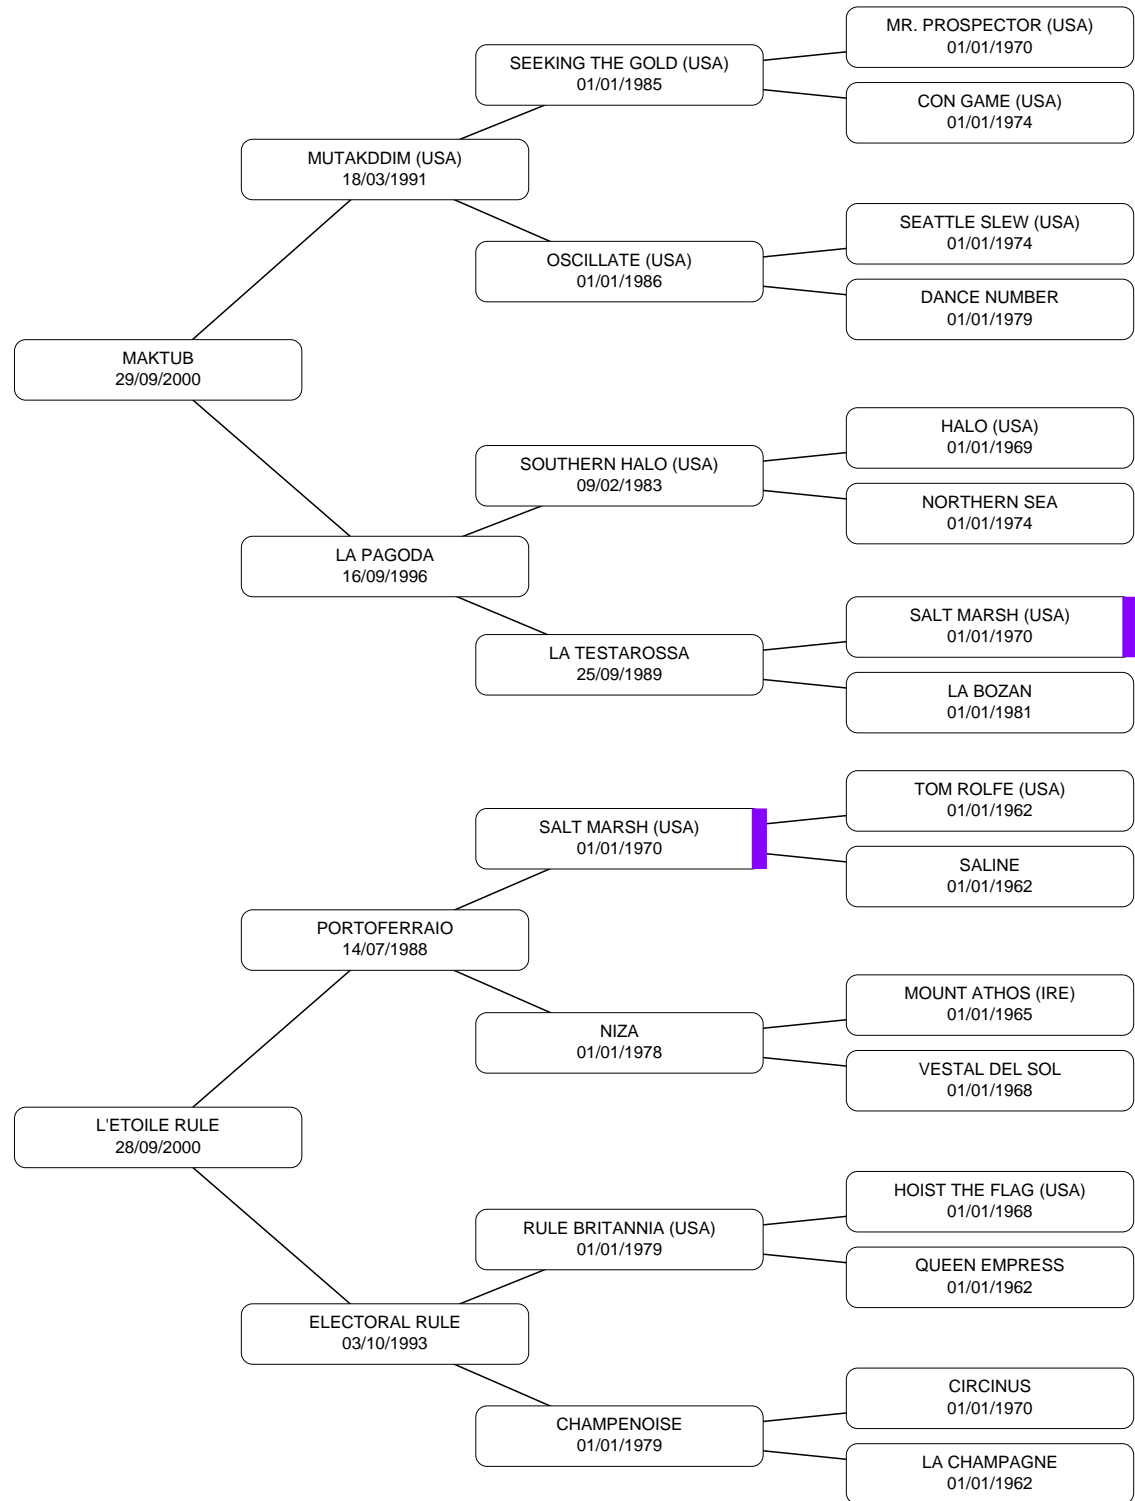 MR. PROSPECTOR (USA)
01/01/1970
SEEKING THE GOLD (USA)
01/01/1985
CON GAME (USA)
01/01/1974
MUTAKDDIM (USA)
18/03/1991
SEATTLE SLEW (USA)
01/01/1974
OSCILLATE (USA)
01/01/1986
DANCE NUMBER
01/01/1979
MAKTUB
29/09/2000
HALO (USA)
01/01/1969
SOUTHERN HALO (USA)
09/02/1983
NORTHERN SEA
01/01/1974
LA PAGODA
16/09/1996
SALT MARSH (USA)
01/01/1970
LA TESTAROSSA
25/09/1989
LA BOZAN
01/01/1981
TOM ROLFE (USA)
01/01/1962
SALT MARSH (USA)
01/01/1970
SALINE
01/01/1962
PORTOFERRAIO
14/07/1988
MOUNT ATHOS (IRE)
01/01/1965
NIZA
01/01/1978
VESTAL DEL SOL
01/01/1968
L'ETOILE RULE
28/09/2000
HOIST THE FLAG (USA)
01/01/1968
RULE BRITANNIA (USA)
01/01/1979
QUEEN EMPRESS
01/01/1962
ELECTORAL RULE
03/10/1993
CIRCINUS
01/01/1970
CHAMPENOISE
01/01/1979
LA CHAMPAGNE
01/01/1962